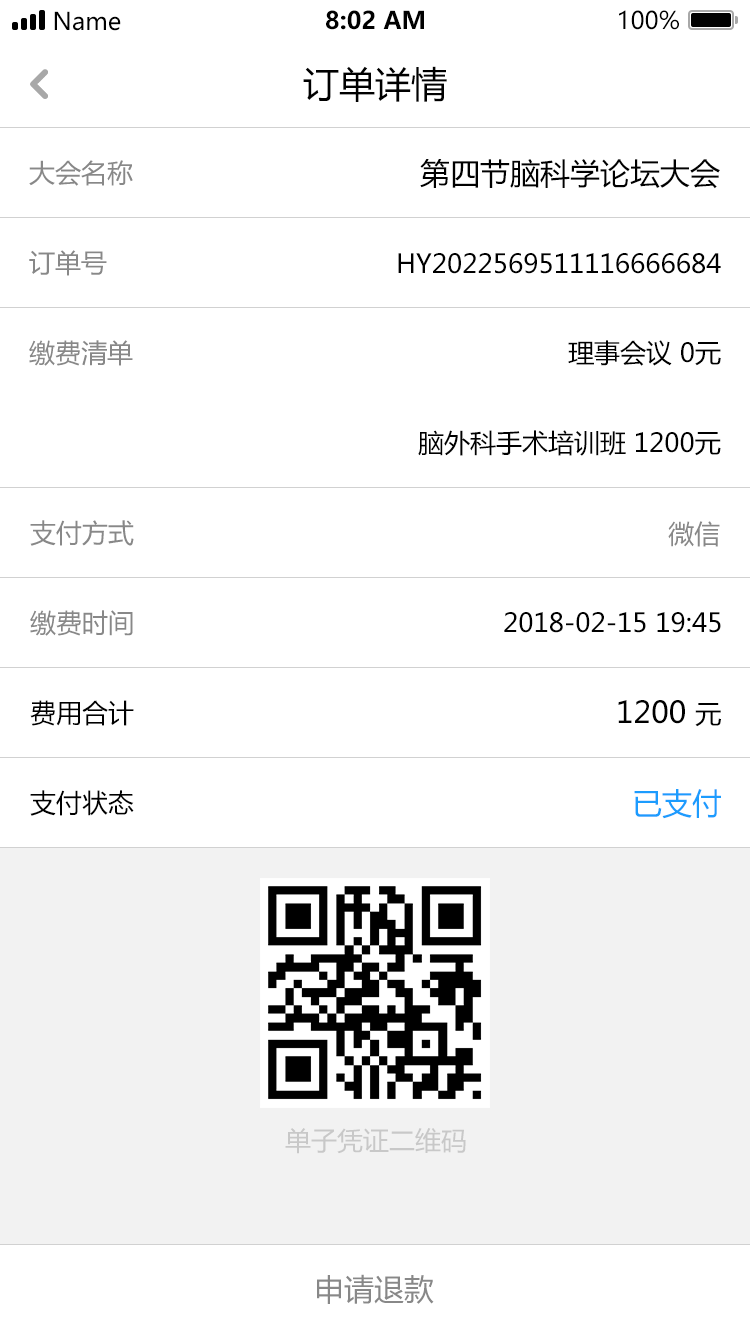 Name 8:02 AM 100%
订单详情
大会名称 第四节脑科学论坛大会
订单号 HY2022569511116666684
缴费清单 理事会议 0元
脑外科手术培训班 1200元
支付方式 微信
缴费时间 2018-02-15 19:45
费用合计 1200 元
支付状态 已支付
单子凭证二维码
申请退款